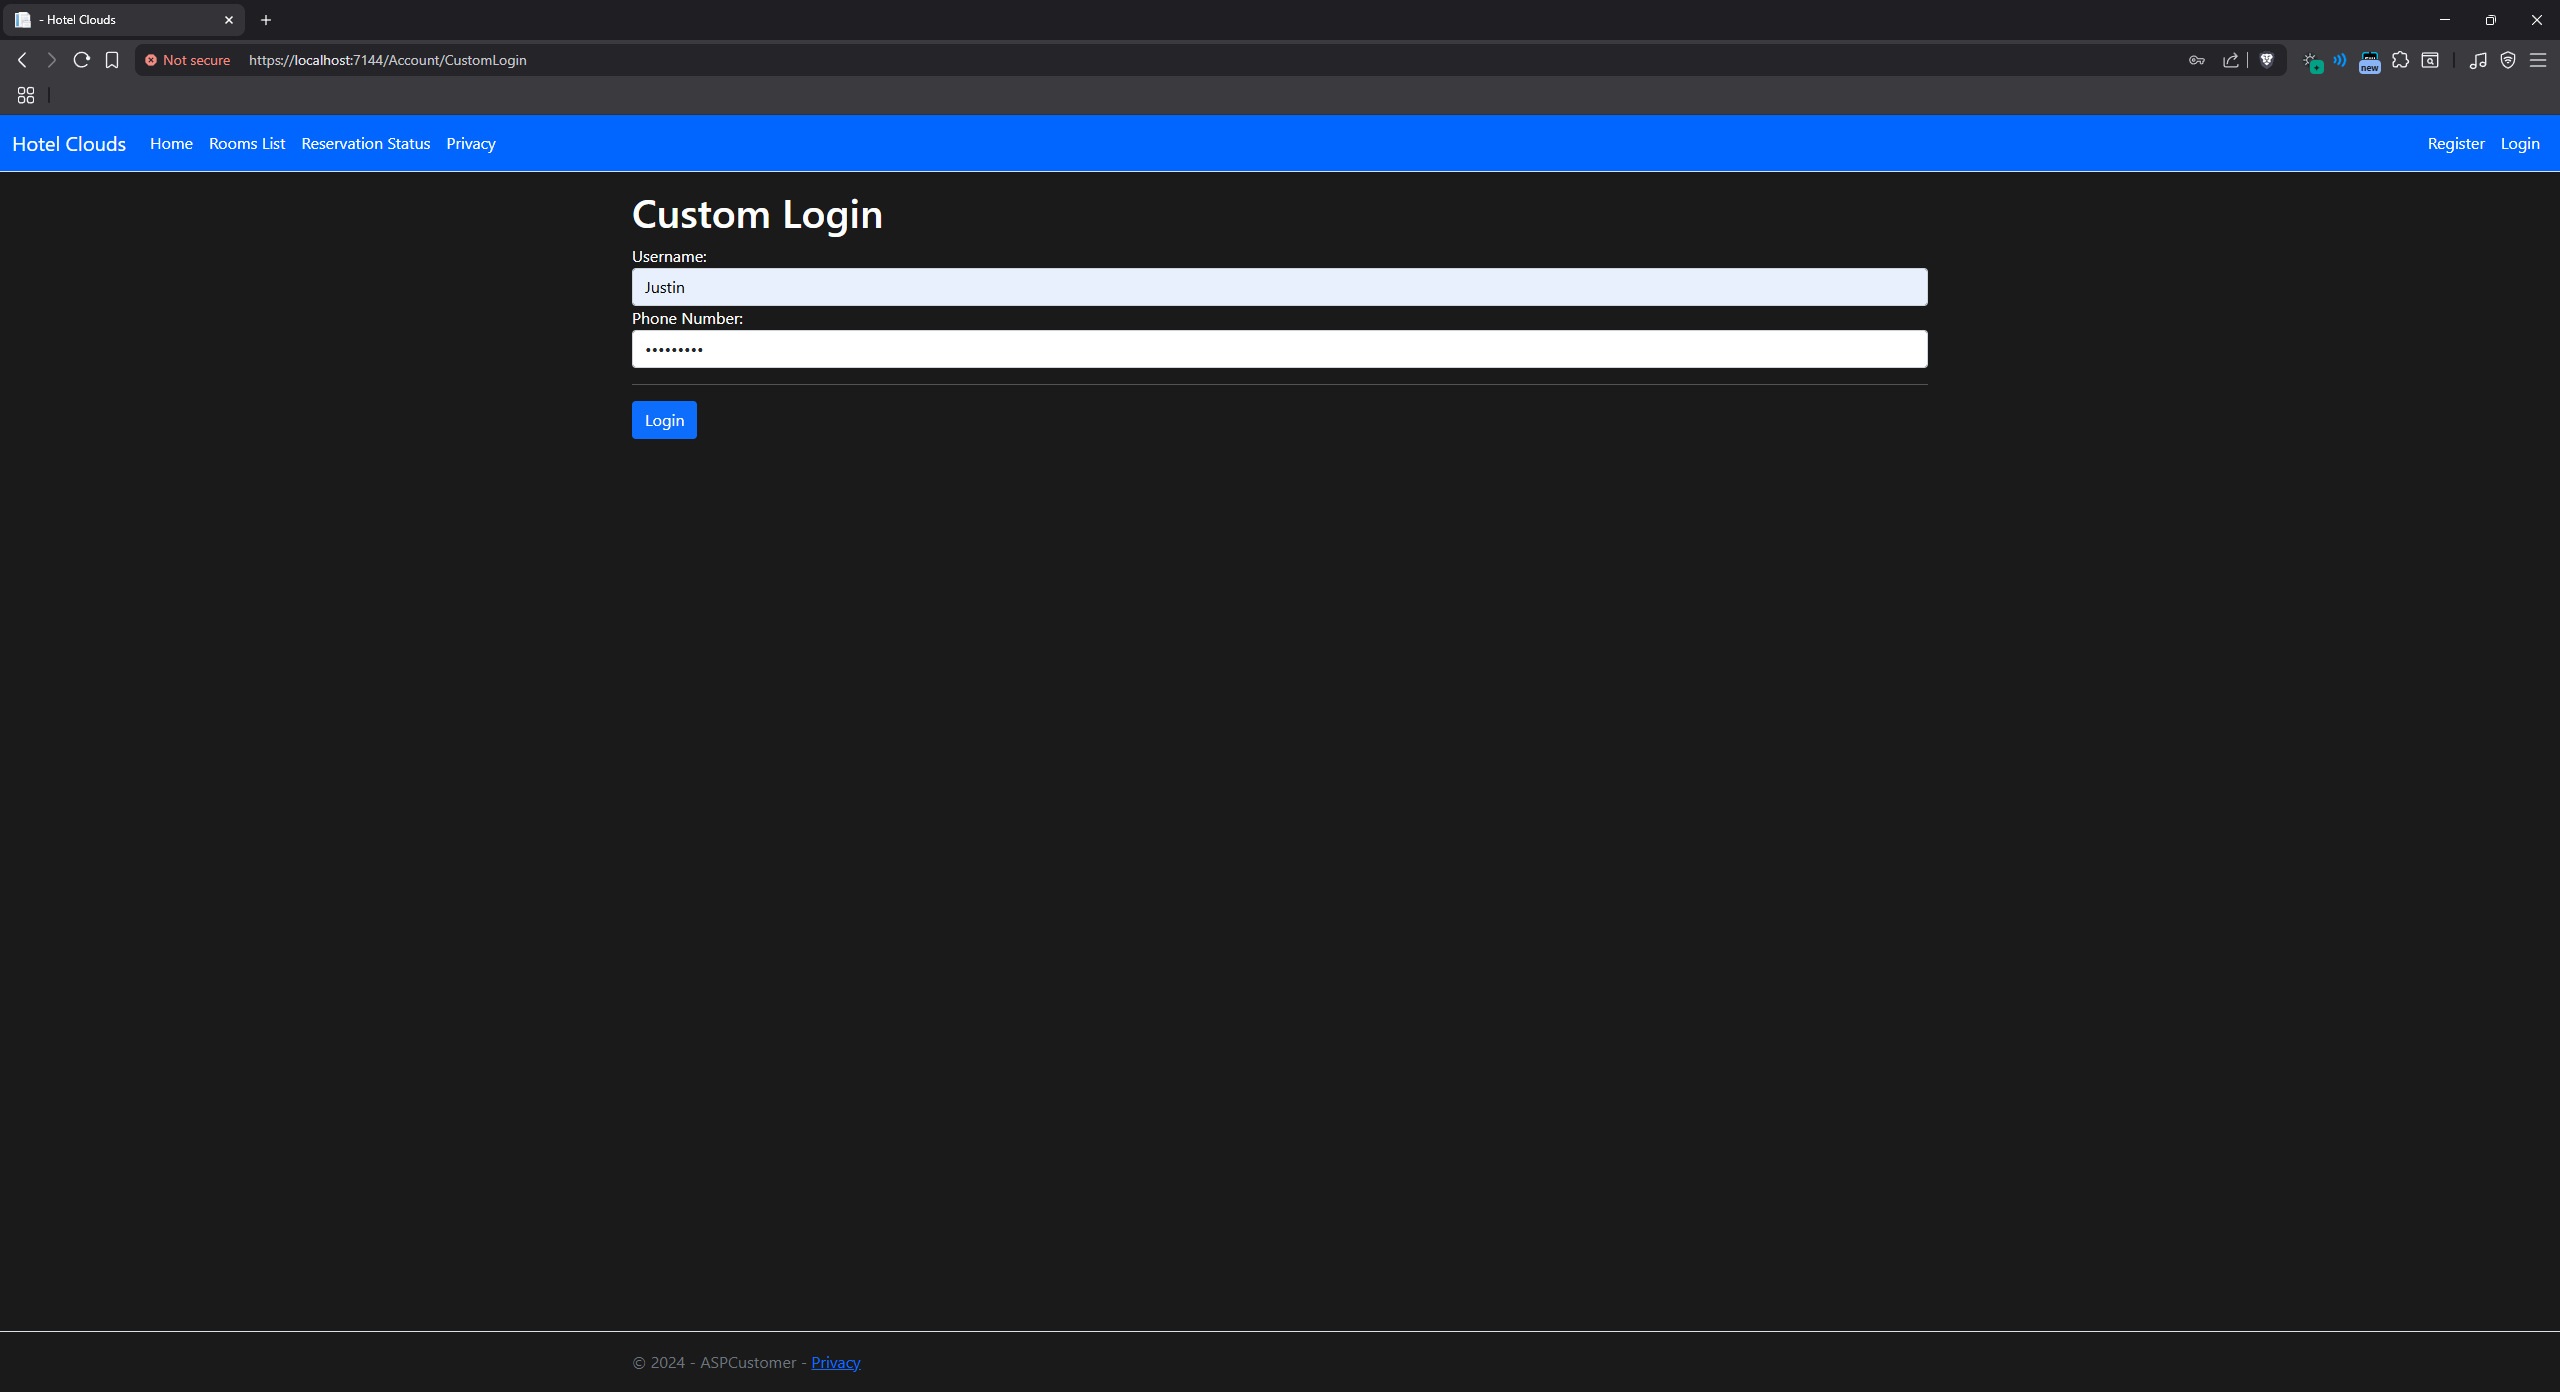 - Hotel Clouds
Not secure https://localhost:7144/Account/CustomLogin
new
Hotel Clouds Home Rooms List Reservation Status Privacy Register Login
Custom Login
Username:
Justin
Phone Number:
•••••••••
Login
© 2024 - ASPCustomer - Privacy